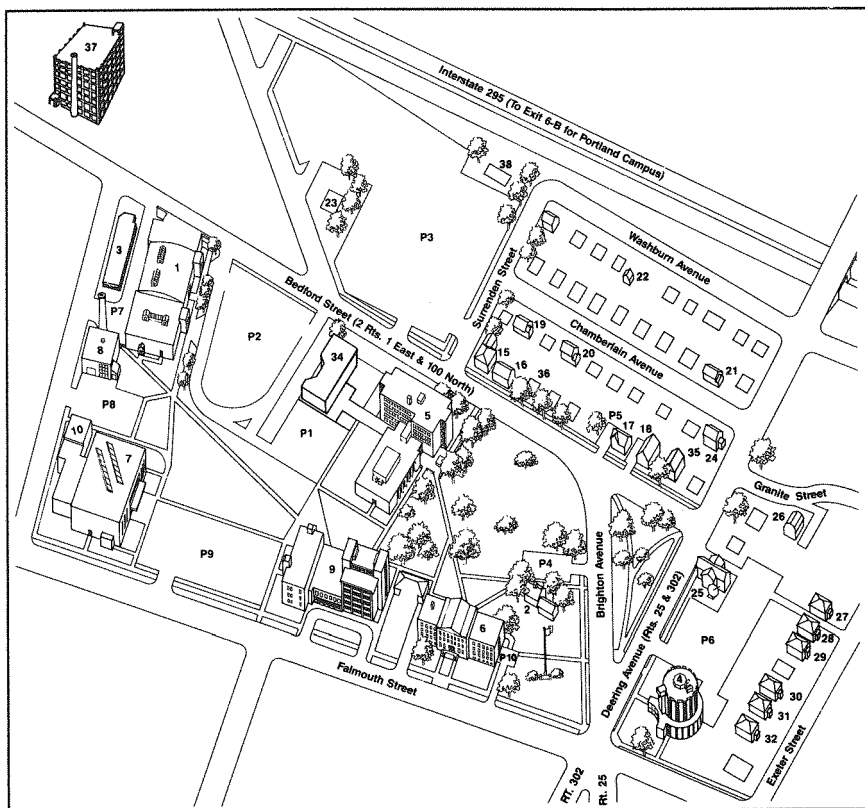 37
Interstate 295 (To Exit 6-B for Portland Campus)
38
23
P3
Surrenden Street
Washburn Avenue
22
3
1
Bedford Street (2 Rts. 1 East & 100 North)
P7
P2
Chamberlain Avenue
19
20
21
15
16
36
34
8
5
P5
17
18
35
24
P8
P1
10
7
Granite Street
26
P9
9
P4
Brighton Avenue
2
6
25
27
28
29
P10
Deering Avenue (Rts. 25 & 302)
P6
4
30
31
32
Falmouth Street
Exeter Street
RT. 302
Rt. 25